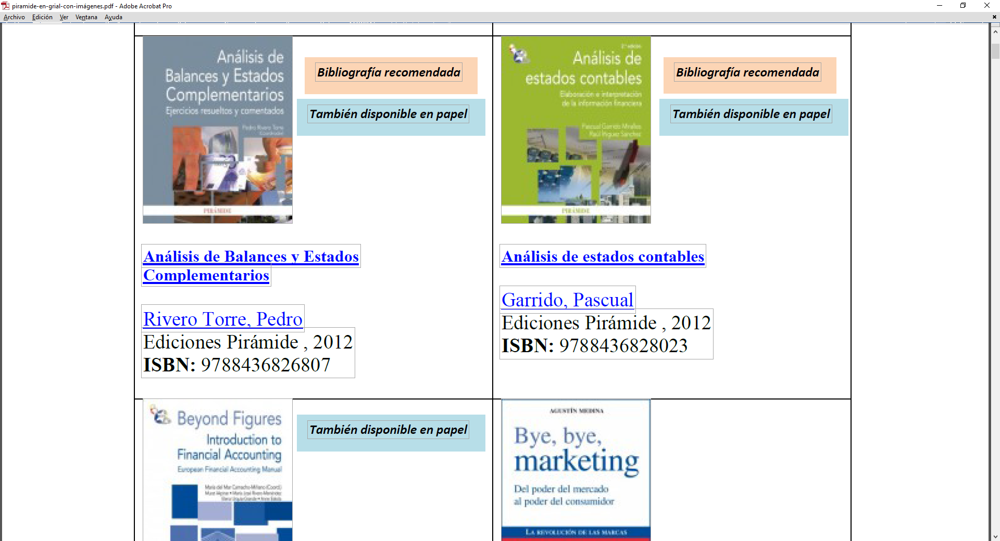 piramide-en-grial-con-imágenes.pdf - Adobe Acrobat Pro
Archivo Edición Ver Ventana Ayuda
Análisis de
Balances y Estados
Complementarios
Ejercicios resueltos y comentados
Pedro Rivero Torre
(Coordinador)
PIRÁMIDE
Bibliografía recomendada
También disponible en papel
Análisis de Balances y Estados
Complementarios
Rivero Torre, Pedro
Ediciones Pirámide , 2012
ISBN: 9788436826807
2.ª edición
Análisis de
estados contables
Elaboración e interpretación
de la información financiera
Pascual Garrido Miralles
Raúl Íñiguez Sánchez
PIRÁMIDE
Bibliografía recomendada
También disponible en papel
Análisis de estados contables
Garrido, Pascual
Ediciones Pirámide , 2012
ISBN: 9788436828023
Beyond Figures
Introduction to
Financial Accounting
European Financial Accounting Manual
María del Mar Camacho-Miñano (Coord.)
También disponible en papel
AGUSTÍN MEDINA
Bye, bye,
marketing
Del poder del mercado
al poder del consumidor
LA REVOLUCIÓN DE LAS MARCAS